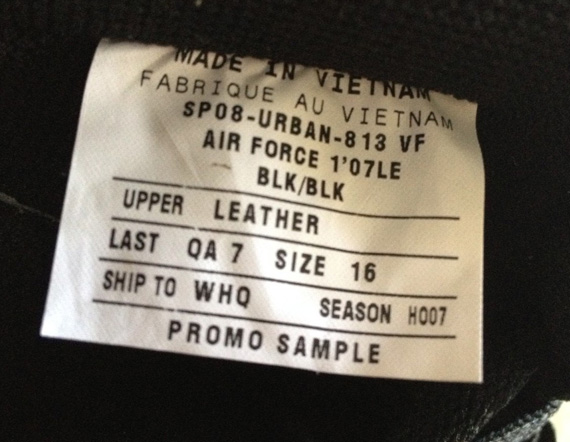 MADE IN VIETNAM
FABRIQUE AU VIETNAM
SP08-URBAN-813 VF
AIR FORCE 1'07LE
BLK/BLK
UPPER LEATHER
LAST QA 7 SIZE 16
SHIP TO WHQ SEASON HO07
PROMO SAMPLE